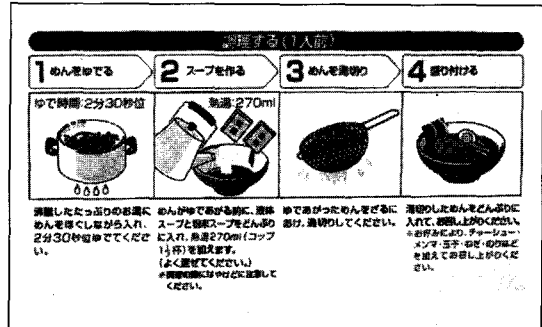 調理する(1人前)
1 めんをゆでる
2 スープを作る
3 めんを湯切り
4 盛り付ける
ゆで時間:2分30秒位
熱湯:270ml
沸騰したたっぷりのお湯に
めんをほぐしながら入れ、
2分30秒位ゆでてくださ
い。
めんがゆであがる前に、液体
スープと粉末スープをどんぶり
に入れ、熱湯270ml(コップ
1½杯)を加えます。
(よく混ぜてください。)
※調理の際にはやけどに注意して
ください。
ゆであがっためんをざるに
あけ、湯切りしてください。
湯切りしためんをどんぶりに
入れて、お召し上がりください。
※お好みにより、チャーシュー・
メンマ・玉子・ねぎ・のりなど
を加えてお召し上がりくだ
さい。